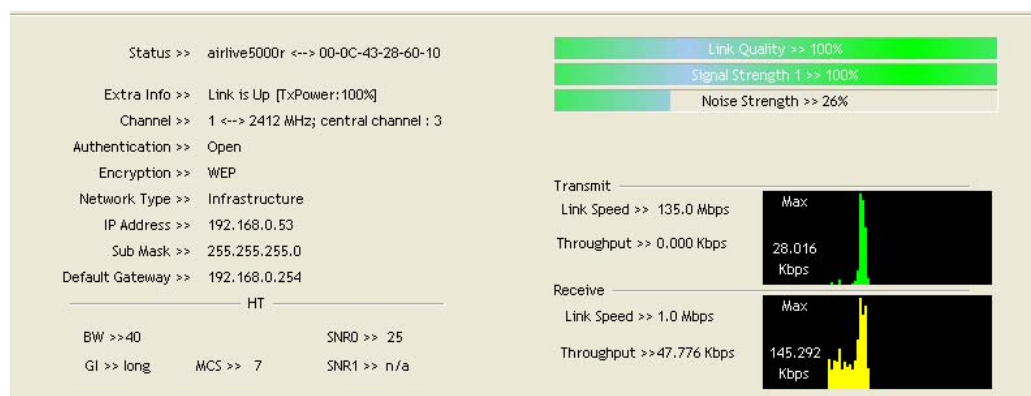 Status >> airlive5000r <--> 00-0C-43-28-60-10
Extra Info >> Link is Up [TxPower:100%]
Channel >> 1 <--> 2412 MHz; central channel : 3
Authentication >> Open
Encryption >> WEP
Network Type >> Infrastructure
IP Address >> 192.168.0.53
Sub Mask >> 255.255.255.0
Default Gateway >> 192.168.0.254
HT
BW >>40 SNR0 >> 25
GI >> long MCS >> 7 SNR1 >> n/a
Link Quality >> 100%
Signal Strength 1 >> 100%
Noise Strength >> 26%
Transmit
Link Speed >> 135.0 Mbps
Throughput >> 0.000 Kbps
Max
28.016
Kbps
Receive
Link Speed >> 1.0 Mbps
Throughput >>47.776 Kbps
Max
145.292
Kbps